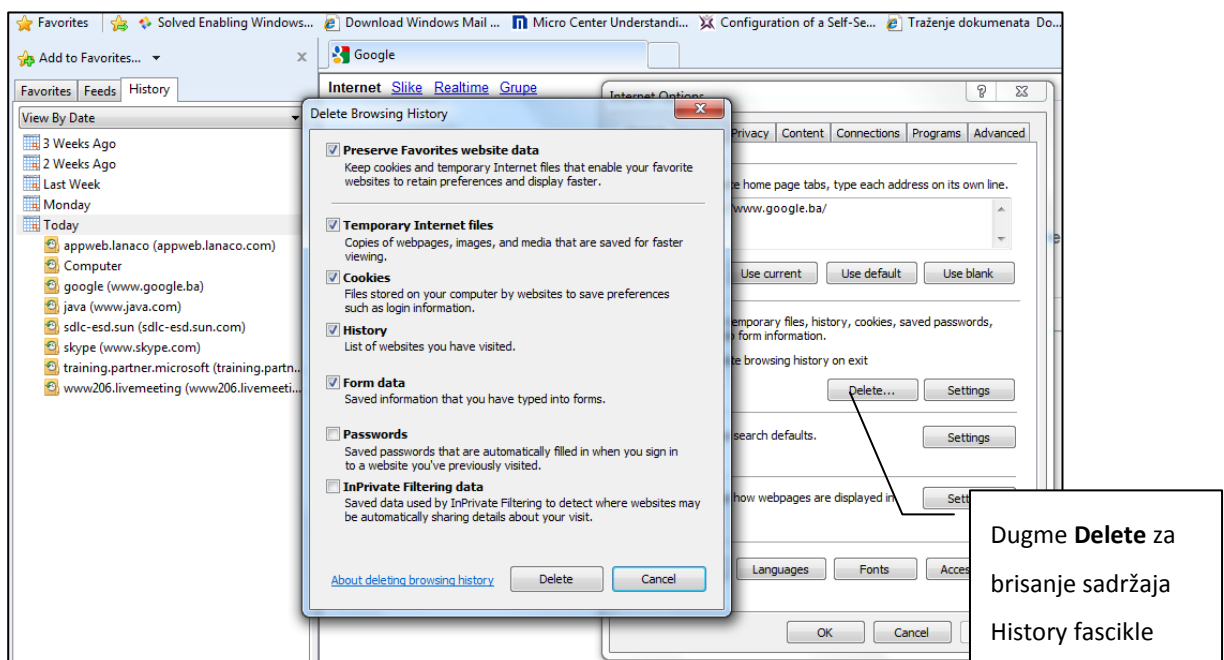 Favorites
Solved Enabling Windows...
Download Windows Mail ...
Micro Center Understandi...
Configuration of a Self-Se...
Traženje dokumenata Do...
Add to Favorites...
x
Google
Favorites Feeds History
View By Date
3 Weeks Ago
2 Weeks Ago
Last Week
Monday
Today
appweb.lanaco (appweb.lanaco.com)
Computer
google (www.google.ba)
java (www.java.com)
sdlc-esd.sun (sdlc-esd.sun.com)
skype (www.skype.com)
training.partner.microsoft (training.partn...
www206.livemeeting (www206.livemeeti...
Internet Slike Realtime Grupe
Delete Browsing History
Preserve Favorites website data
Keep cookies and temporary Internet files that enable your favorite
websites to retain preferences and display faster.
Temporary Internet files
Copies of webpages, images, and media that are saved for faster
viewing.
Cookies
Files stored on your computer by websites to save preferences
such as login information.
History
List of websites you have visited.
Form data
Saved information that you have typed into forms.
Passwords
Saved passwords that are automatically filled in when you sign in
to a website you've previously visited.
InPrivate Filtering data
Saved data used by InPrivate Filtering to detect where websites may
be automatically sharing details about your visit.
About deleting browsing history
Delete
Cancel
Internet Options
Privacy Content Connections Programs Advanced
home page tabs, type each address on its own line.
/www.google.ba/
Use current Use default Use blank
temporary files, history, cookies, saved passwords,
form information.
browsing history on exit
Delete... Settings
search defaults.
Settings
how webpages are displayed in
Sett
Languages Fonts Acces
OK Cancel
Dugme Delete za
brisanje sadržaja
History fascikle